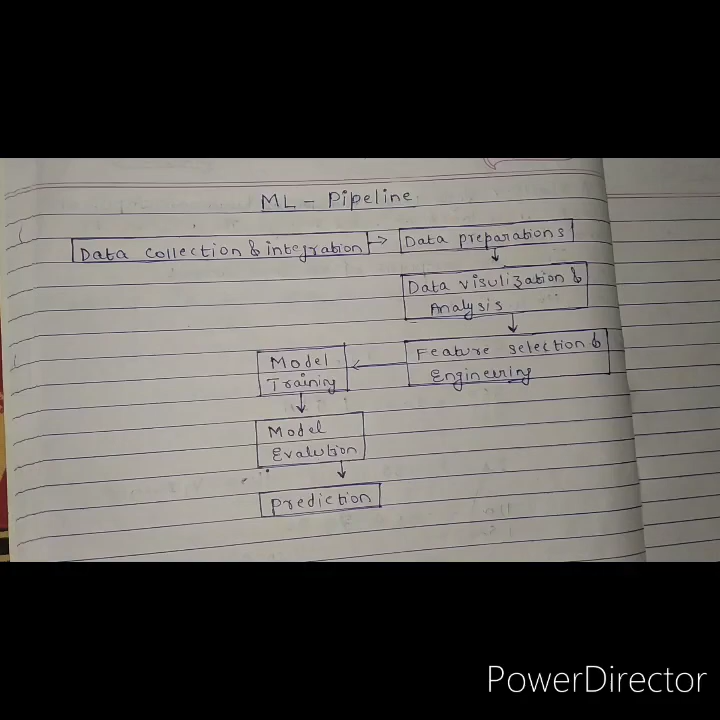 ML - Pipeline
Data collection & integration
Data preparations
Data visulization &
Analysis
Feature selection &
Engineering
Model
Training
Model
Evalution
prediction
PowerDirector